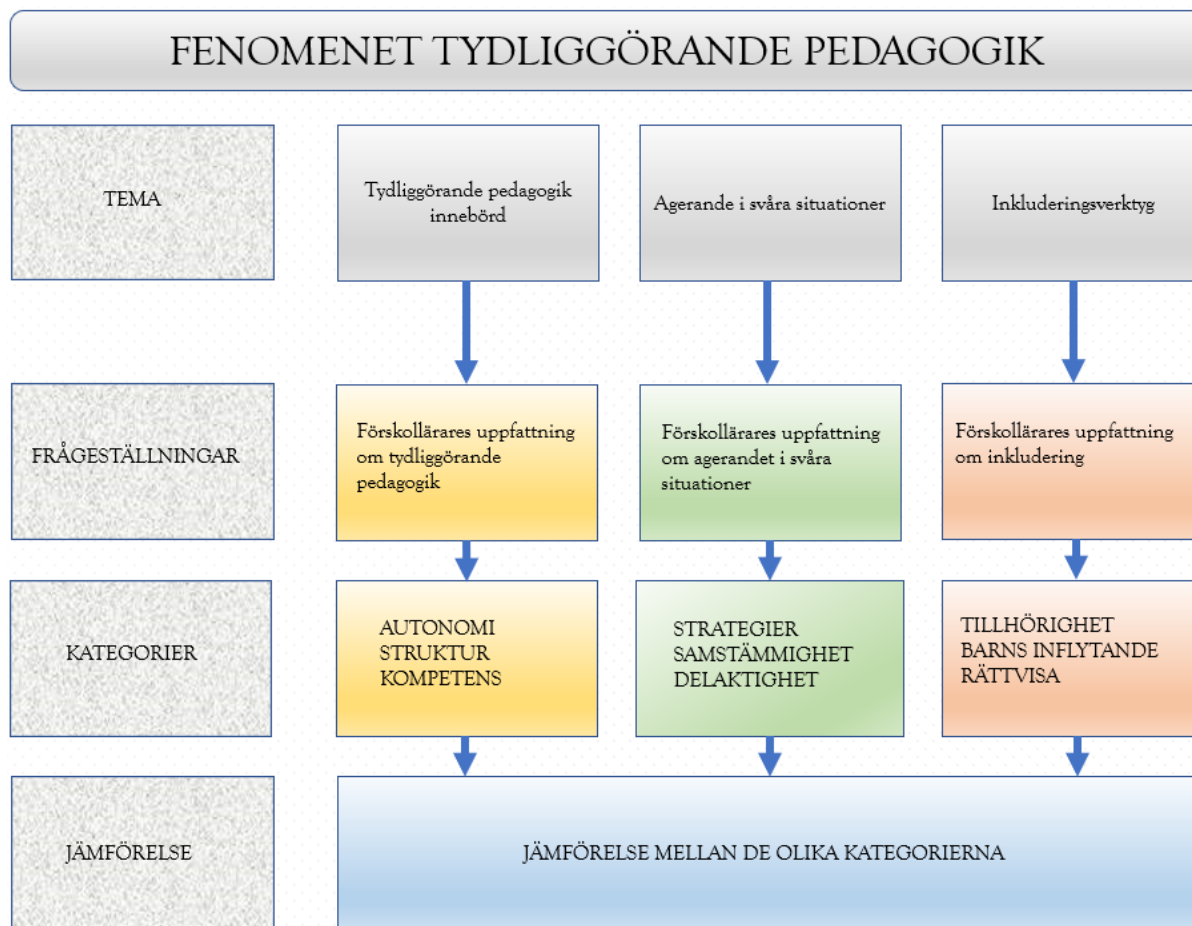 FENOMENET TYDLIGGÖRANDE PEDAGOGIK
TEMA
Tydliggörande pedagogik
innebörd
Agerande i svåra situationer
Inkluderingsverktyg
FRÅGESTÄLLNINGAR
Förskollärares uppfattning
om tydliggörande
pedagogik
Förskollärares uppfattning
om agerandet i svåra
situationer
Förskollärares uppfattning
om inkludering
KATEGORIER
AUTONOMI
STRUKTUR
KOMPETENS
STRATEGIER
SAMSTÄMMIGHET
DELAKTIGHET
TILLHÖRIGHET
BARNS INFLYTANDE
RÄTTVISA
JÄMFÖRELSE
JÄMFÖRELSE MELLAN DE OLIKA KATEGORIERNA